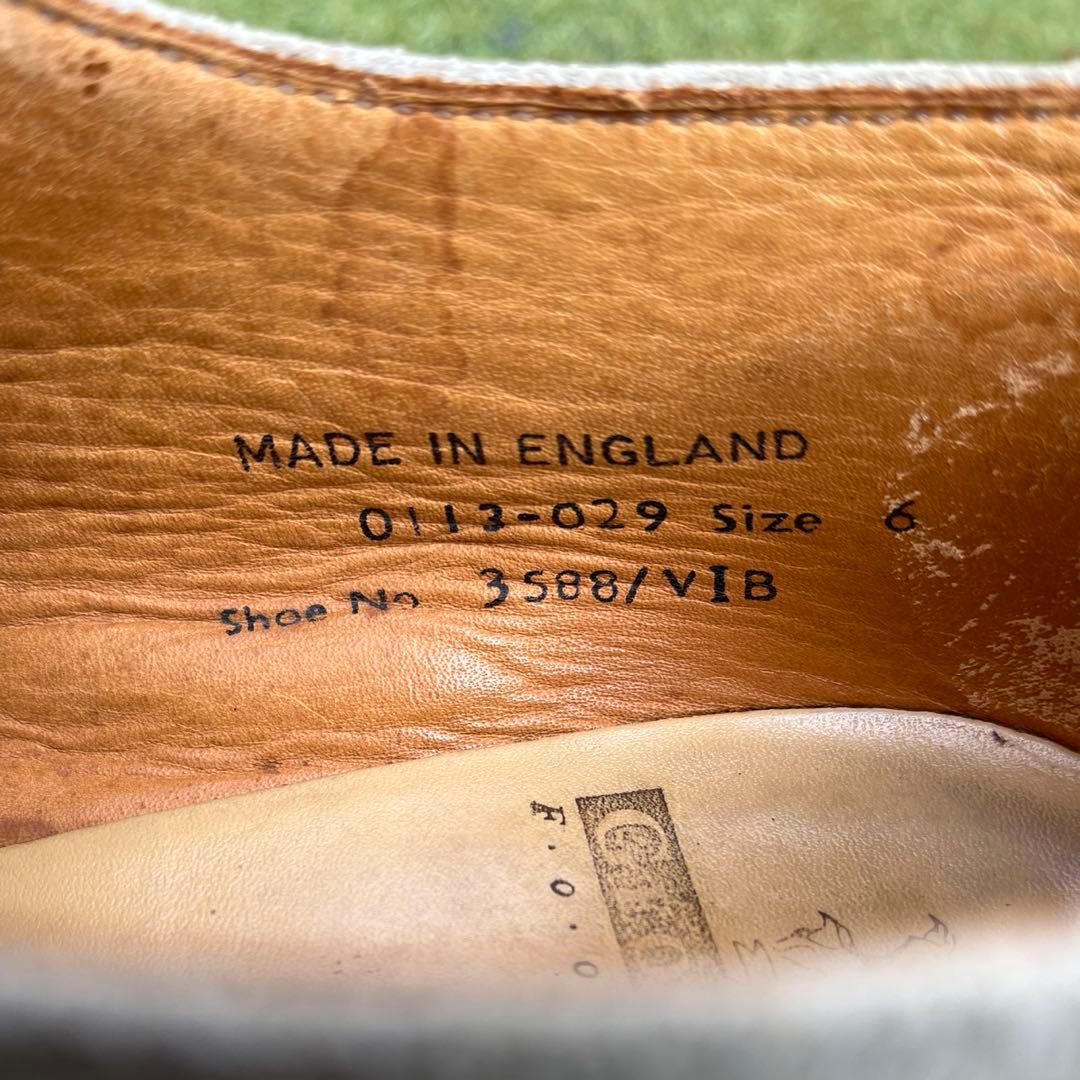 MADE IN ENGLAND
0113-029 Size 6
Shoe No 3588/VIB
F.O.O